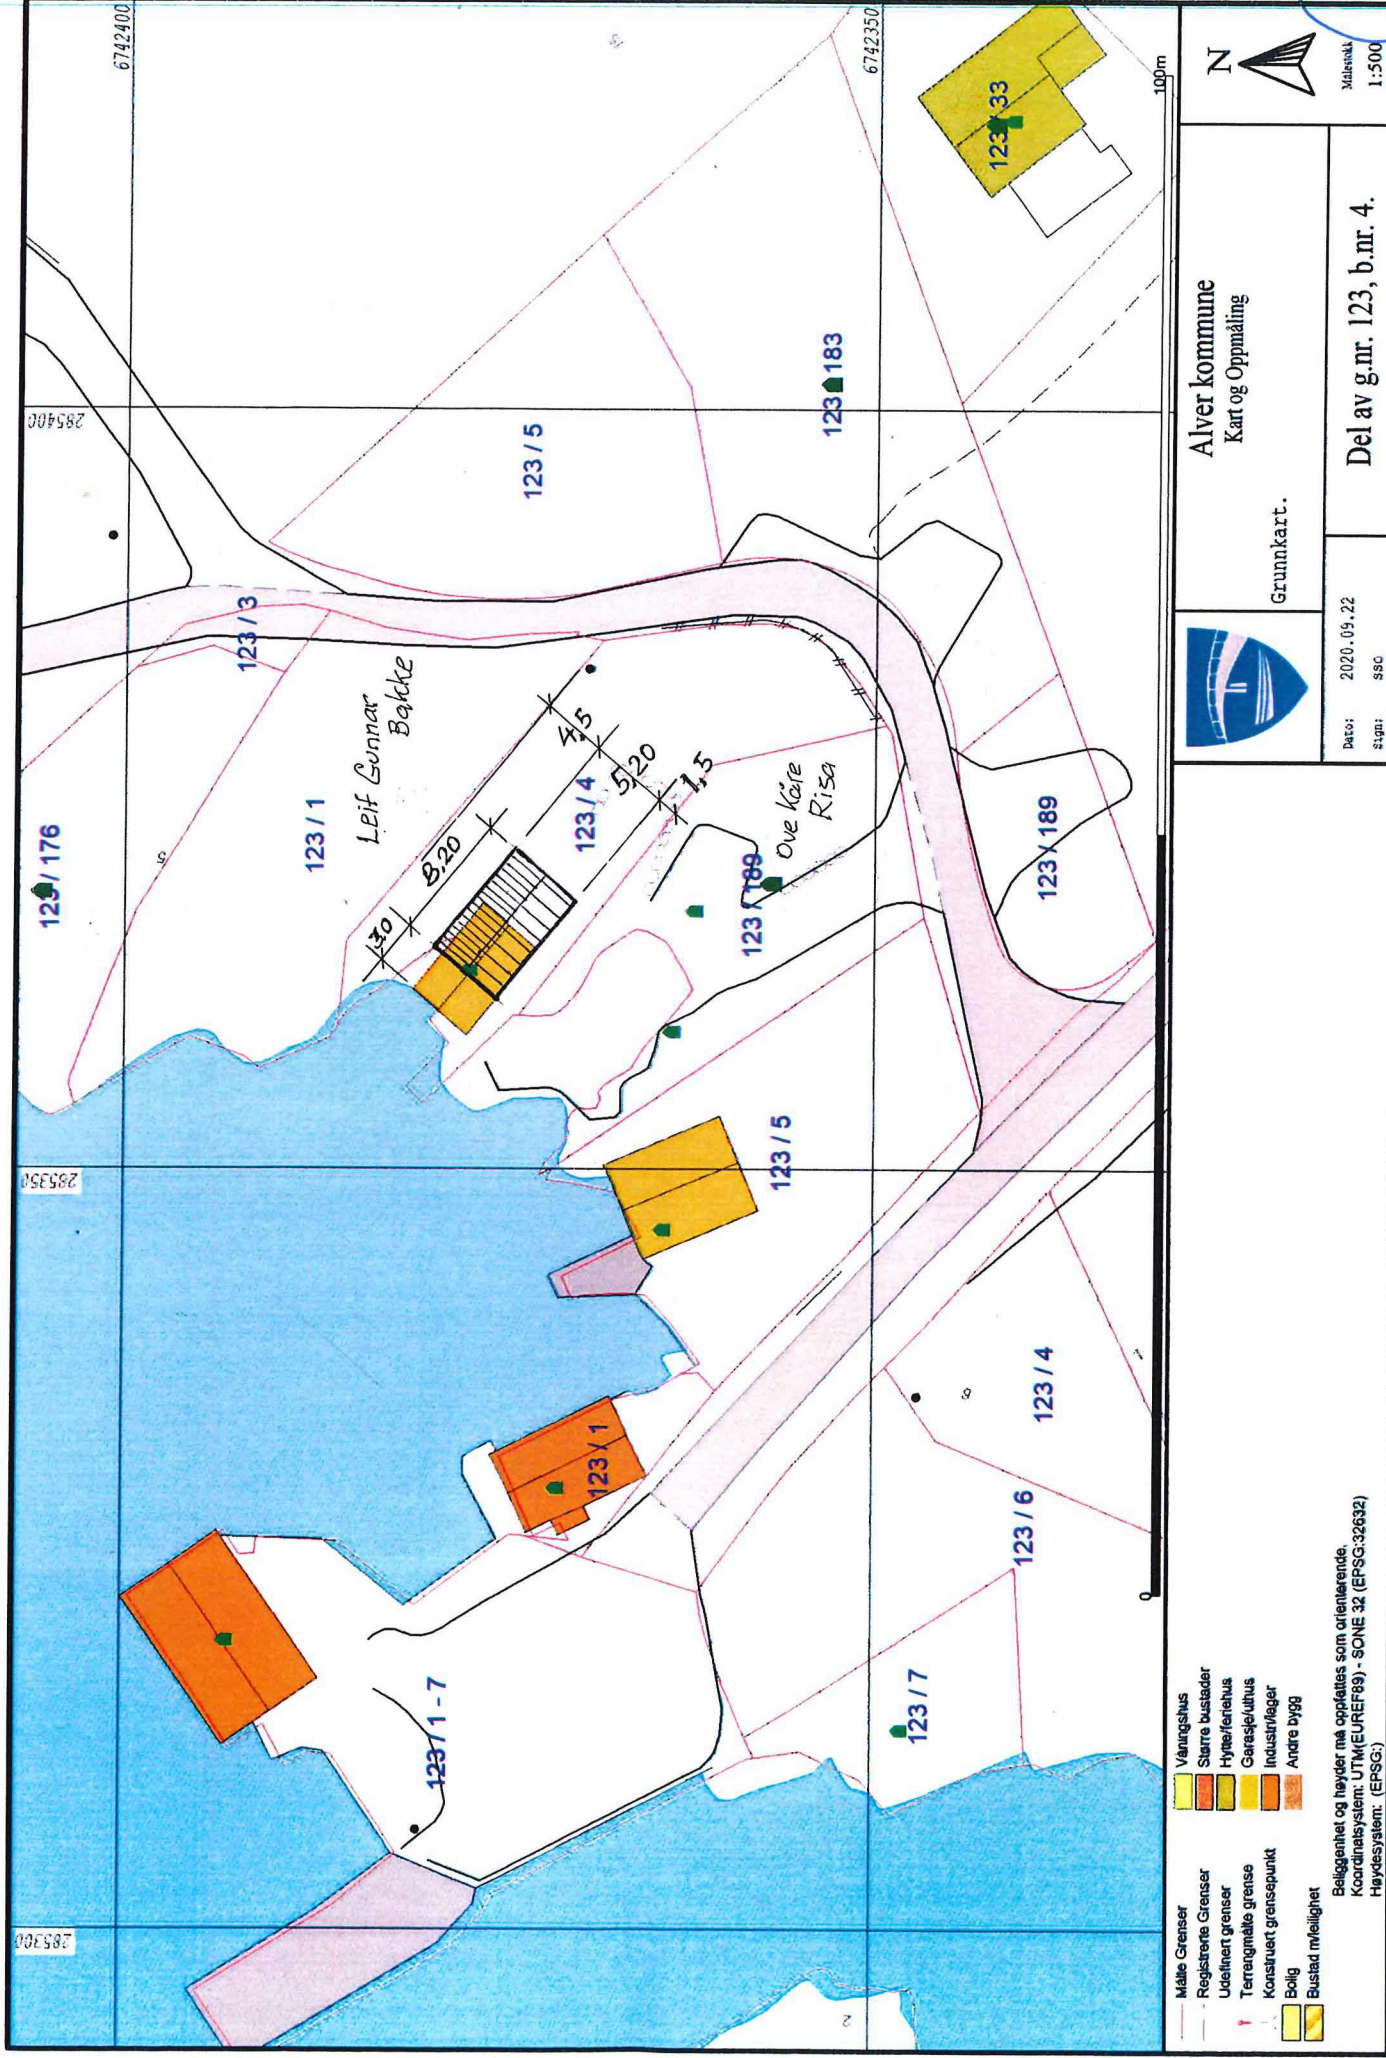 6742400
6742350
285400
285350
285300
123 / 176
123 / 1
123 / 3
123 / 5
123 183
123 / 33
Leif Gunnar
Bakke
123 / 4
4,5
5,20
1,5
8,20
130
Ove Kåre
Risa
123 / 189
123 / 189
123 / 5
123 / 1
123 / 4
123 / 6
123 / 7
123 / 1 - 7
5
2
0
100m
Målte Grenser
Registrerte Grenser
Udefinert grenser
Terrengmålte grense
Konstruert grensepunkt
Bolig
Bustad m/leilighet
Våningshus
Større bustader
Hytte/feriehus
Garasje/uthus
Industri/lager
Andre bygg
Beliggenhet og høyder må oppfattes som orienterende.
Koordinatsystem: UTM(EUREF89) - SONE 32 (EPSG:32632)
Høydesystem: (EPSG:)
Alver kommune
Kart og Oppmåling
Grunnkart.
N
Målestokk
1:500
Dato: 2020.09.22
Sign: SSG
Del av g.nr. 123, b.nr. 4.